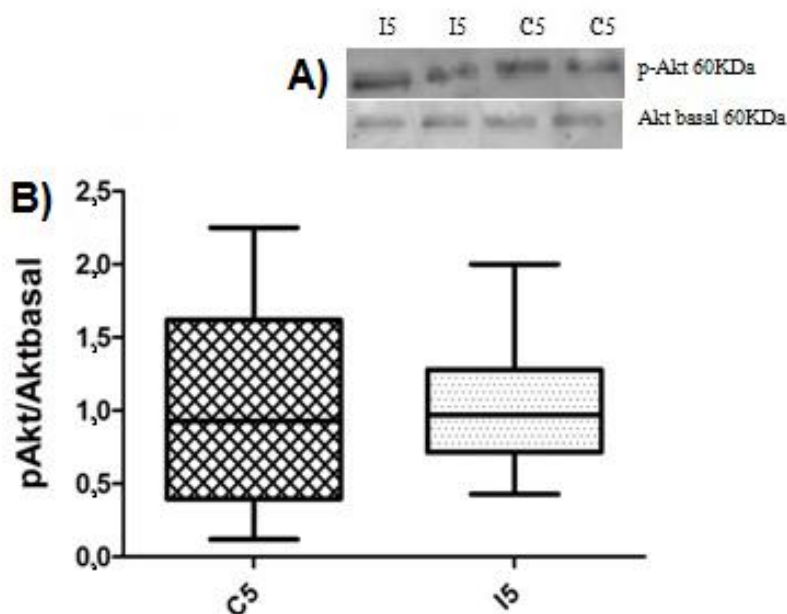 I5 I5 C5 C5
A)
p-Akt 60KDa
Akt basal 60KDa
B)
pAkt/Aktbasal
2,5
2,0
1,5
1,0
0,5
0,0
C5 I5